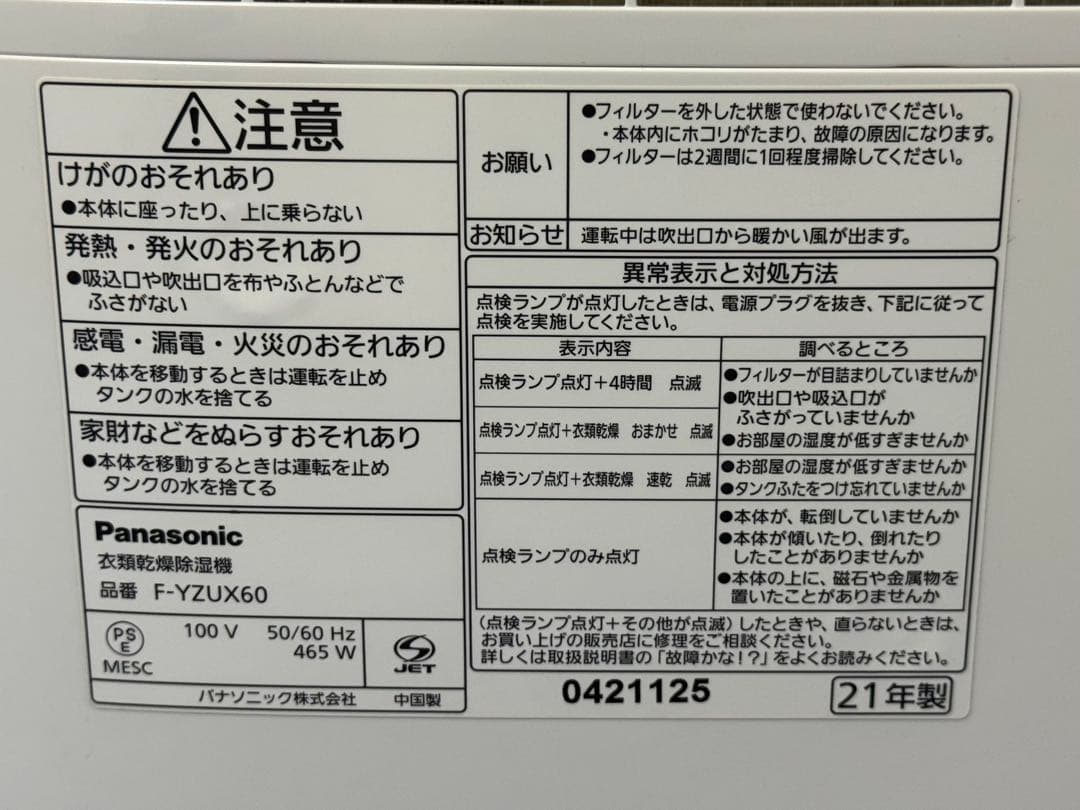 注意
けがのおそれあり
●本体に座ったり、上に乗らない
発熱・発火のおそれあり
●吸込口や吹出口を布やふとんなどで
ふさがない
感電・漏電・火災のおそれあり
●本体を移動するときは運転を止め
タンクの水を捨てる
家財などをぬらすおそれあり
●本体を移動するときは運転を止め
タンクの水を捨てる
Panasonic
衣類乾燥除湿機
品番 F-YZUX60
PSE
MESC
100 V 50/60 Hz
465 W
JET
パナソニック株式会社 中国製
お願い
●フィルターを外した状態で使わないでください。
・本体内にホコリがたまり、故障の原因になります。
●フィルターは2週間に1回程度掃除してください。
お知らせ 運転中は吹出口から暖かい風が出ます。
異常表示と対処方法
点検ランプが点灯したときは、電源プラグを抜き、下記に従って
点検を実施してください。
表示内容 調べるところ
点検ランプ点灯+4時間 点滅
点検ランプ点灯+衣類乾燥 おまかせ 点滅
●フィルターが目詰まりしていませんか
●吹出口や吸込口が
ふさがっていませんか
●お部屋の湿度が低すぎませんか
点検ランプ点灯+衣類乾燥 速乾 点滅
●お部屋の湿度が低すぎませんか
●タンクふたをつけ忘れていませんか
点検ランプのみ点灯
●本体が、転倒していませんか
●本体が傾いたり、倒れたり
したことがありませんか
●本体の上に、磁石や金属物を
置いたことがありませんか
(点検ランプ点灯+その他が点滅)したときや、直らないときは、
お買い上げの販売店に修理をご相談ください。
詳しくは取扱説明書の「故障かな!?」をよくお読みください。
0421125
21年製